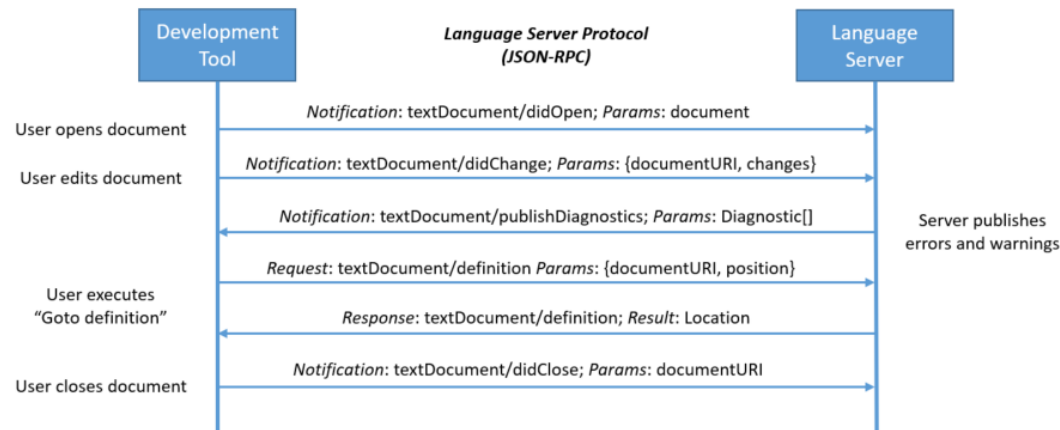 Development
Tool
Language Server Protocol
(JSON-RPC)
Language
Server
Notification: textDocument/didOpen; Params: document
User opens document
Notification: textDocument/didChange; Params: {documentURI, changes}
User edits document
Notification: textDocument/publishDiagnostics; Params: Diagnostic[]
Server publishes
errors and warnings
Request: textDocument/definition Params: {documentURI, position}
User executes
“Goto definition”
Response: textDocument/definition; Result: Location
Notification: textDocument/didClose; Params: documentURI
User closes document